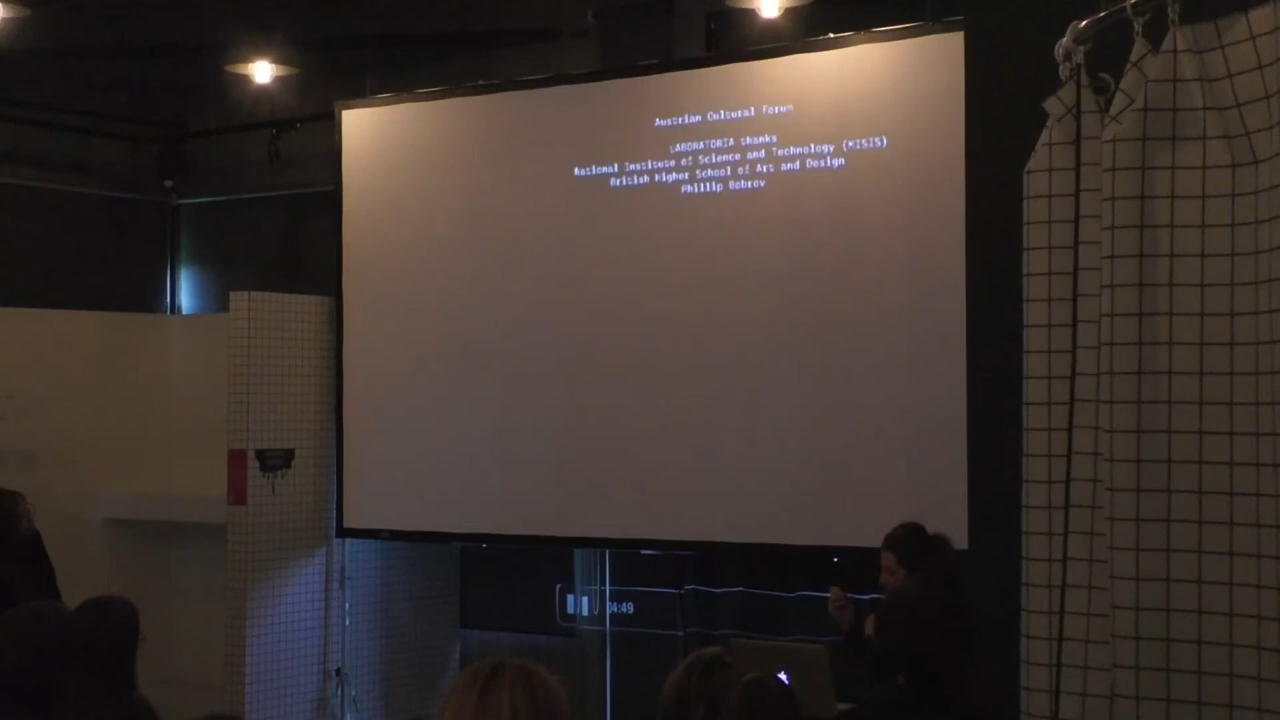 Austrian Cultural Forum
LABORATORIA thanks
National Institute of Science and Technology (MISIS)
British Higher School of Art and Design
Phillip Bobrov
04:49